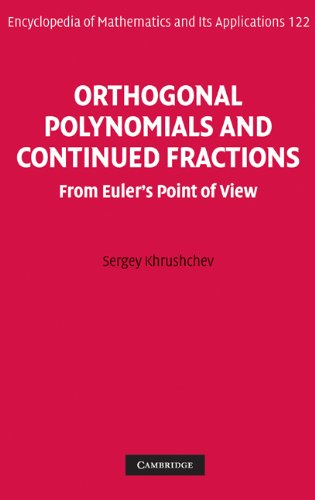 Encyclopedia of Mathematics and Its Applications 122
ORTHOGONAL
POLYNOMIALS AND
CONTINUED FRACTIONS
From Euler's Point of View
Sergey Khrushchev
CAMBRIDGE